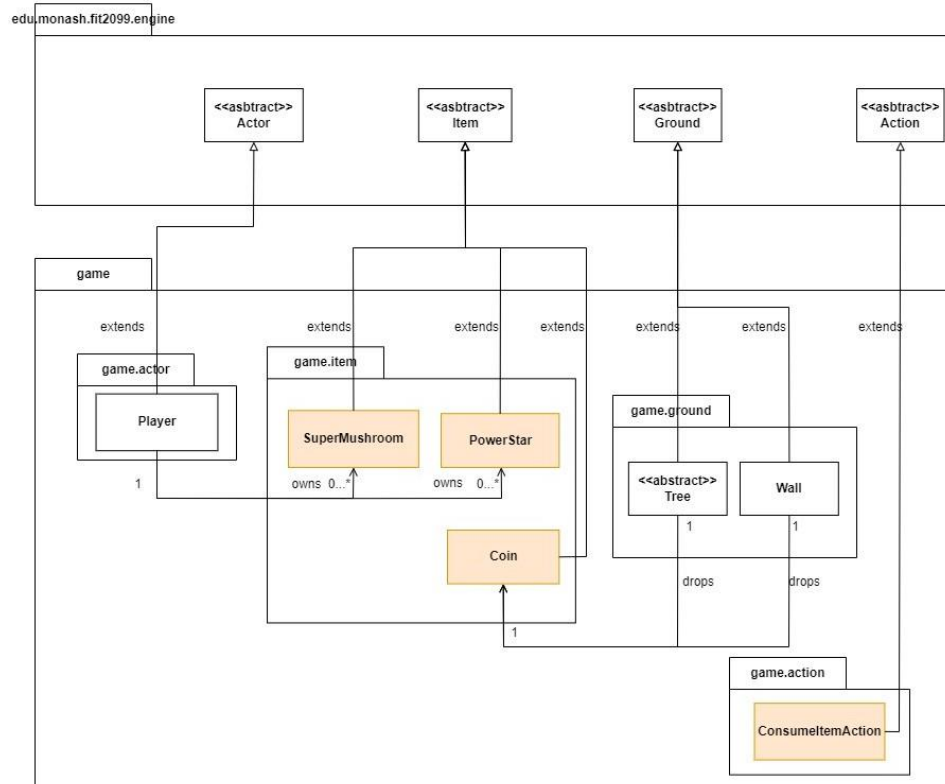 edu.monash.fit2099.engine
<<asbtract>>
Actor
<<asbtract>>
Item
<<asbtract>>
Ground
<<asbtract>>
Action
game
extends
extends
extends
extends
extends
extends
extends
game.actor
Player
1
game.item
SuperMushroom
PowerStar
owns 0...*
owns 0...*
Coin
1
game.ground
<<abstract>>
Tree
1
Wall
1
drops
drops
game.action
ConsumeItemAction